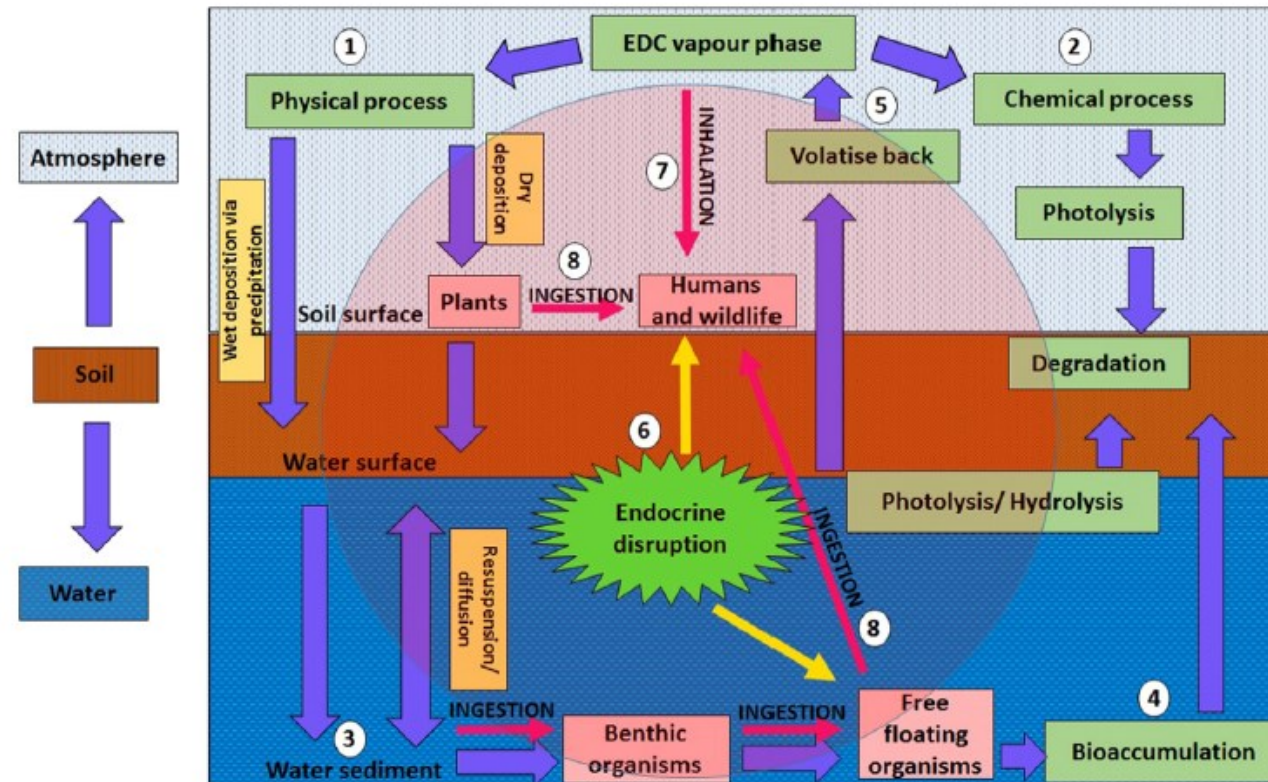 EDC vapour phase
1
2
Physical process
Chemical process
5
Atmosphere
Dry
deposition
7
INHALATION
Volatise back
Photolysis
Wet deposition via
precipitation
8
Plants
INGESTION
Humans
and wildlife
Soil surface
Soil
Degradation
6
Water surface
Photolysis/ Hydrolysis
Endocrine
disruption
Water
Resuspension/
diffusion
INGESTION
8
INGESTION
INGESTION
3
Water sediment
Benthic
organisms
Free
floating
organisms
4
Bioaccumulation